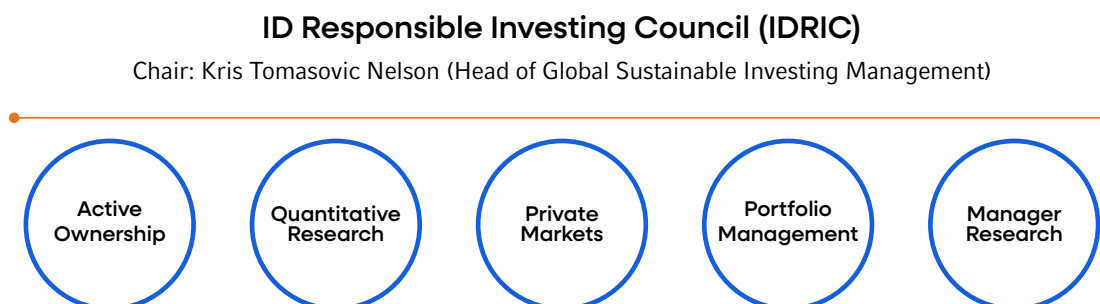 ID Responsible Investing Council (IDRIC)
Chair: Kris Tomasovic Nelson (Head of Global Sustainable Investing Management)
Active
Ownership
Quantitative
Research
Private
Markets
Portfolio
Management
Manager
Research